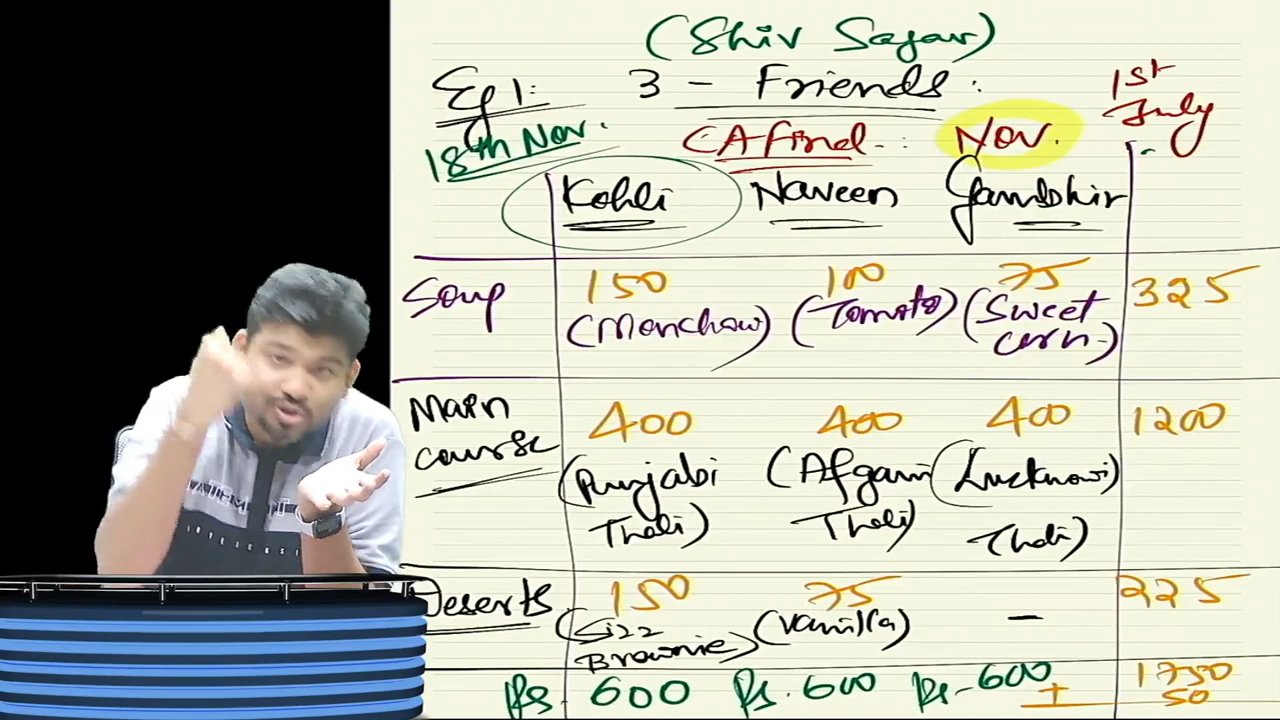 (Shiv Sagar)
Eg 1: 3 - Friends :
1st July
18th Nov. CA Final. : Nov.
Kohli Naveen Gambhir
Soup 150 100 75 325
(Manchow) (Tomato) (Sweet corn)
Main course 400 400 400 1200
(Punjabi Thali) (Afgani Thali) (Lucknowi Thali)
Deserts 150 75 - 225
(Sizz Brownie) (Vanilla)
Rs. 600 Rs. 600 Rs. 600 1750
+ 50